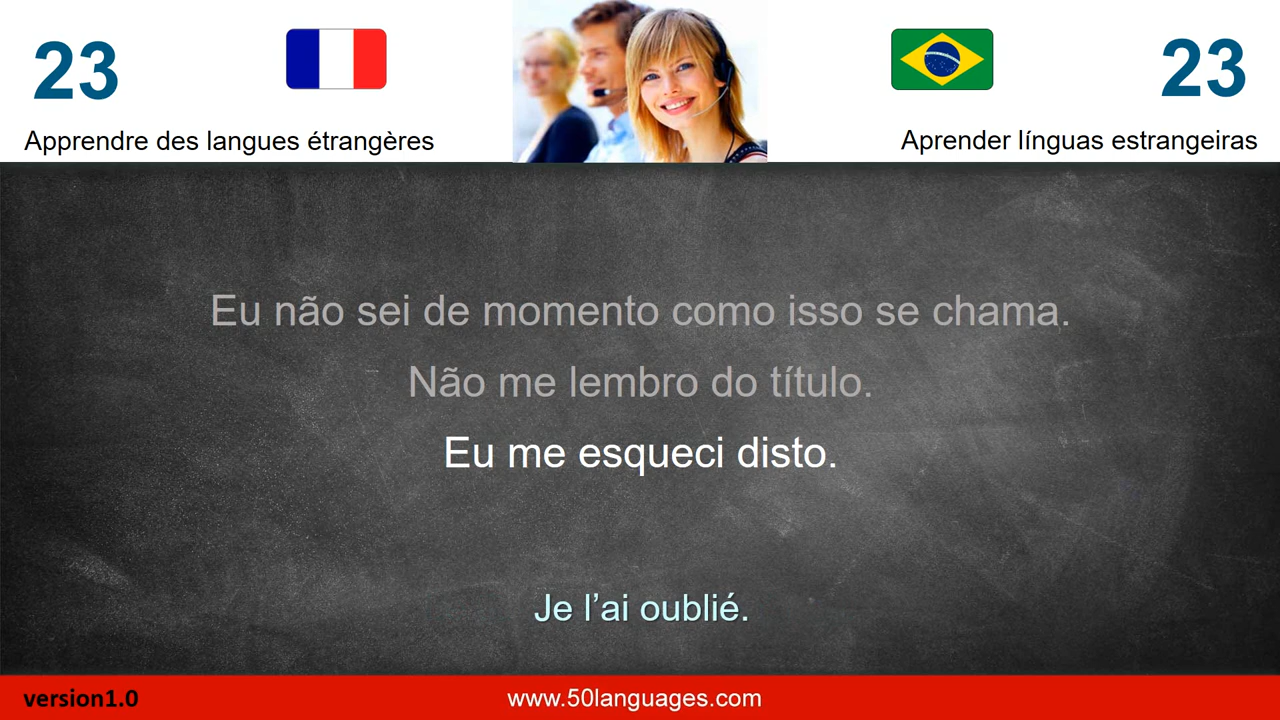 23
23
Apprendre des langues étrangères
Aprender línguas estrangeiras
Eu não sei de momento como isso se chama.
Não me lembro do título.
Eu me esqueci disto.
Je l’ai oublié.
version1.0
www.50languages.com